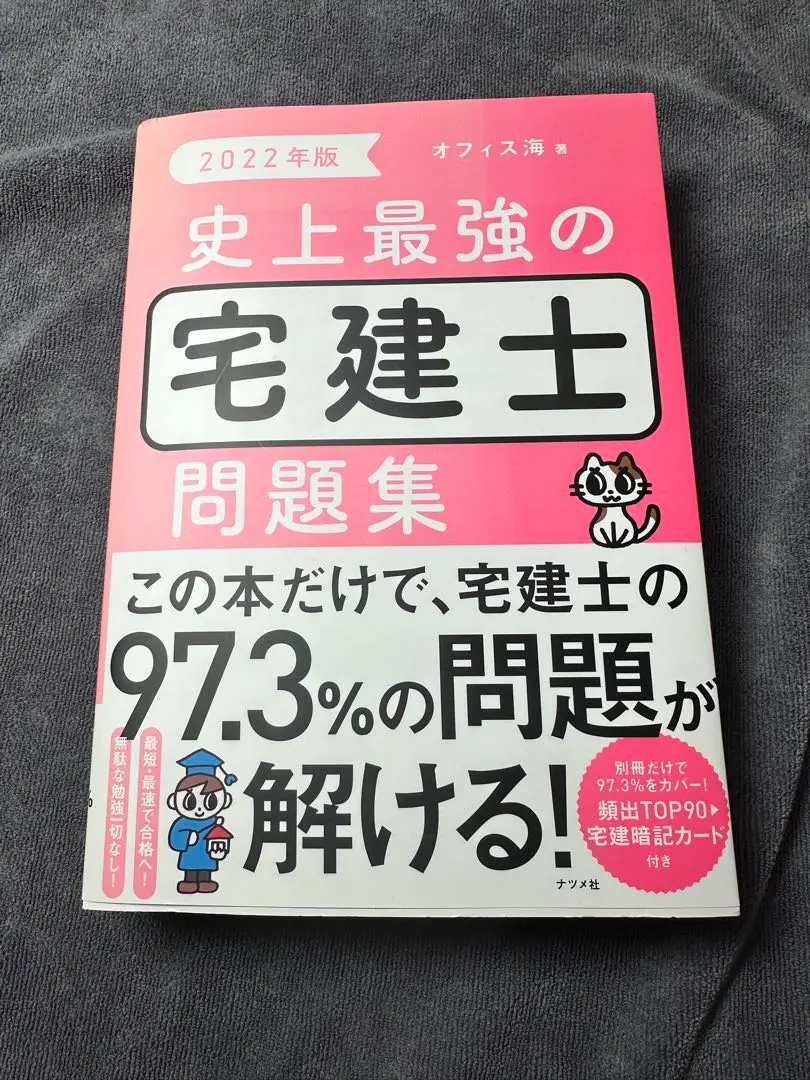 2022年版
オフィス海 著
史上最強の
宅建士
問題集
この本だけで、宅建士の
97.3%の問題が
解ける!
最短・最速で合格へ!
無駄な勉強一切なし!
別冊だけで
97.3%をカバー!
頻出TOP90▶
宅建暗記カード
付き
ナツメ社
%